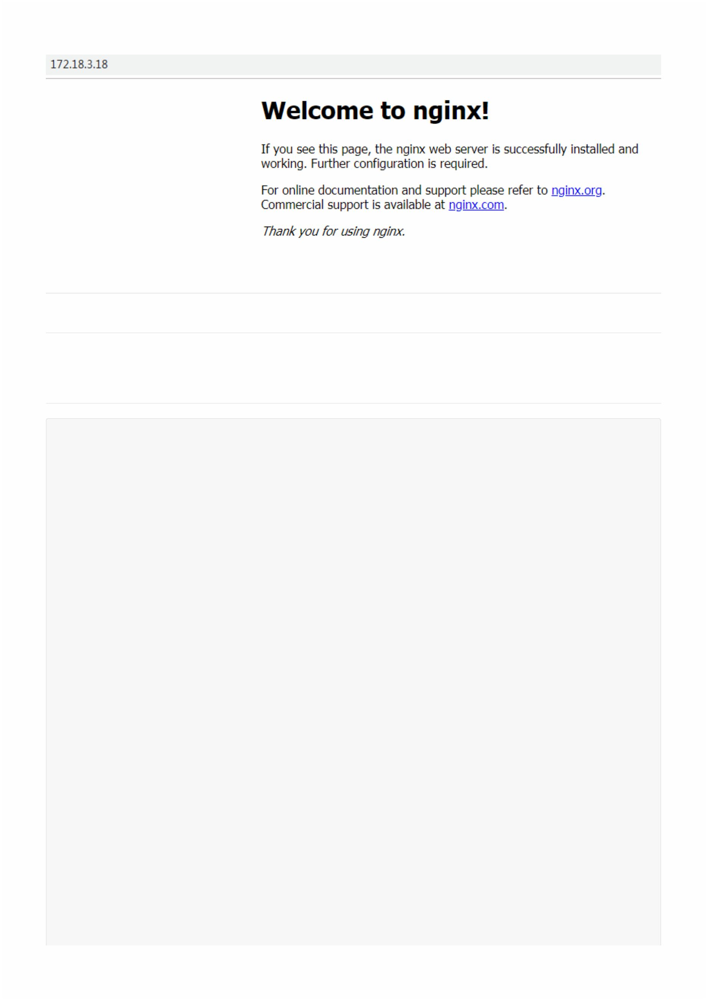 172.18.3.18
Welcome to nginx!
If you see this page, the nginx web server is successfully installed and
working. Further configuration is required.
For online documentation and support please refer to nginx.org.
Commercial support is available at nginx.com.
Thank you for using nginx.